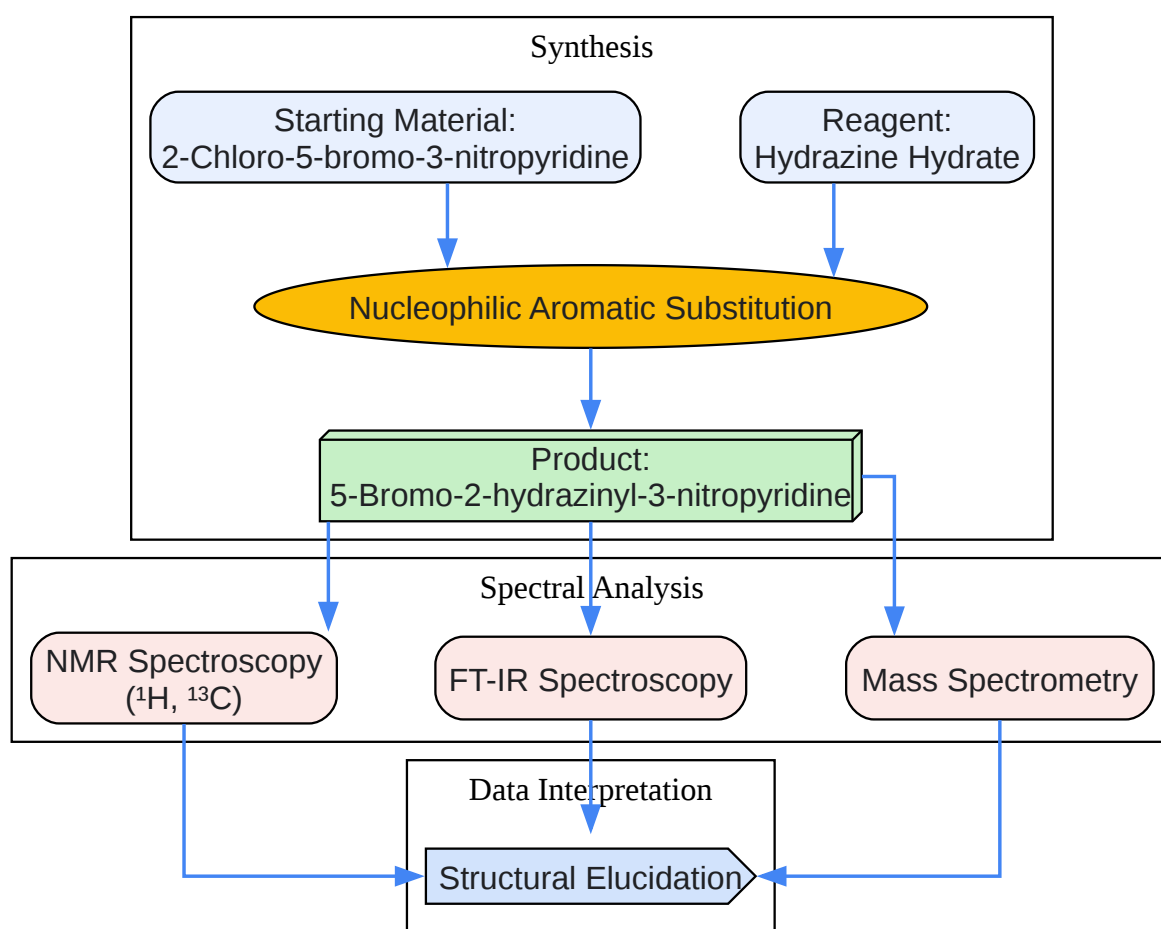 Synthesis
Starting Material:
2-Chloro-5-bromo-3-nitropyridine
Reagent:
Hydrazine Hydrate
Nucleophilic Aromatic Substitution
Product:
5-Bromo-2-hydrazinyl-3-nitropyridine
Spectral Analysis
NMR Spectroscopy
(¹H, ¹³C)
FT-IR Spectroscopy
Mass Spectrometry
Data Interpretation
Structural Elucidation